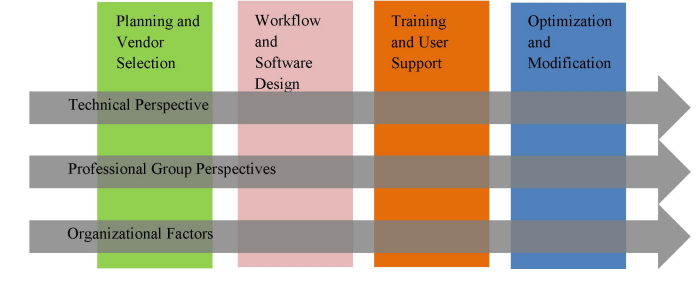 Planning and
Vendor
Selection
Workflow
and
Software
Design
Training
and User
Support
Optimization
and
Modification
Technical Perspective
Professional Group Perspectives
Organizational Factors